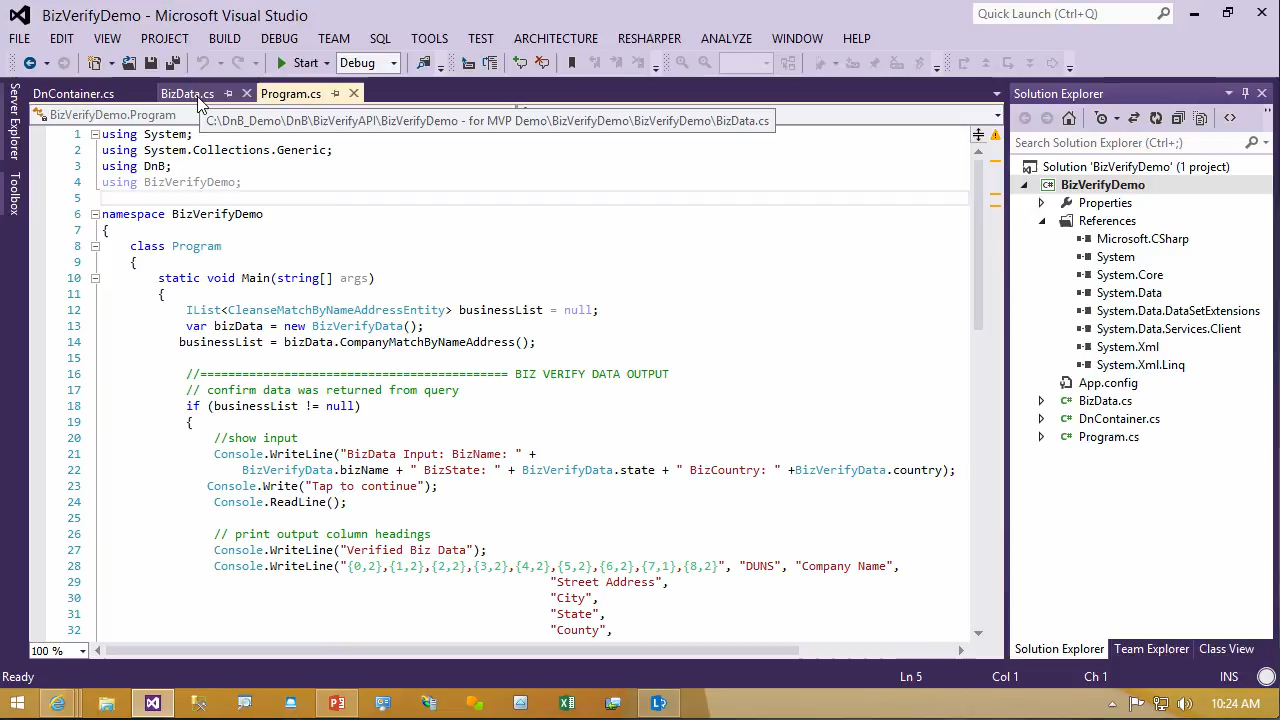 BizVerifyDemo - Microsoft Visual Studio
Quick Launch (Ctrl+Q)
FILE EDIT VIEW PROJECT BUILD DEBUG TEAM SQL TOOLS TEST ARCHITECTURE RESHARPER ANALYZE WINDOW HELP
Start Debug
Server Explorer
Toolbox
DnContainer.cs BizData.cs Program.cs
BizVerifyDemo.Program
C:\DnB_Demo\DnB\BizVerifyAPI\BizVerifyDemo - for MVP Demo\BizVerifyDemo\BizVerifyDemo\BizData.cs
1 using System;
2 using System.Collections.Generic;
3 using DnB;
4 using BizVerifyDemo;
5
6 namespace BizVerifyDemo
7 {
8 class Program
9 {
10 static void Main(string[] args)
11 {
12 IList<CleanseMatchByNameAddressEntity> businessList = null;
13 var bizData = new BizVerifyData();
14 businessList = bizData.CompanyMatchByNameAddress();
15
16 //============================================ BIZ VERIFY DATA OUTPUT
17 // confirm data was returned from query
18 if (businessList != null)
19 {
20 //show input
21 Console.WriteLine("BizData Input: BizName: " +
22 BizVerifyData.bizName + " BizState: " + BizVerifyData.state + " BizCountry: " +BizVerifyData.country);
23 Console.Write("Tap to continue");
24 Console.ReadLine();
25
26 // print output column headings
27 Console.WriteLine("Verified Biz Data");
28 Console.WriteLine("{0,2},{1,2},{2,2},{3,2},{4,2},{5,2},{6,2},{7,1},{8,2}", "DUNS", "Company Name",
29 "Street Address",
30 "City",
31 "State",
32 "County",
100 %
Solution Explorer
Search Solution Explorer (Ctrl+;)
Solution 'BizVerifyDemo' (1 project)
C# BizVerifyDemo
Properties
References
Microsoft.CSharp
System
System.Core
System.Data
System.Data.DataSetExtensions
System.Data.Services.Client
System.Xml
System.Xml.Linq
App.config
C# BizData.cs
C# DnContainer.cs
C# Program.cs
Solution Explorer Team Explorer Class View
Ready Ln 5 Col 1 Ch 1 INS
10:24 AM